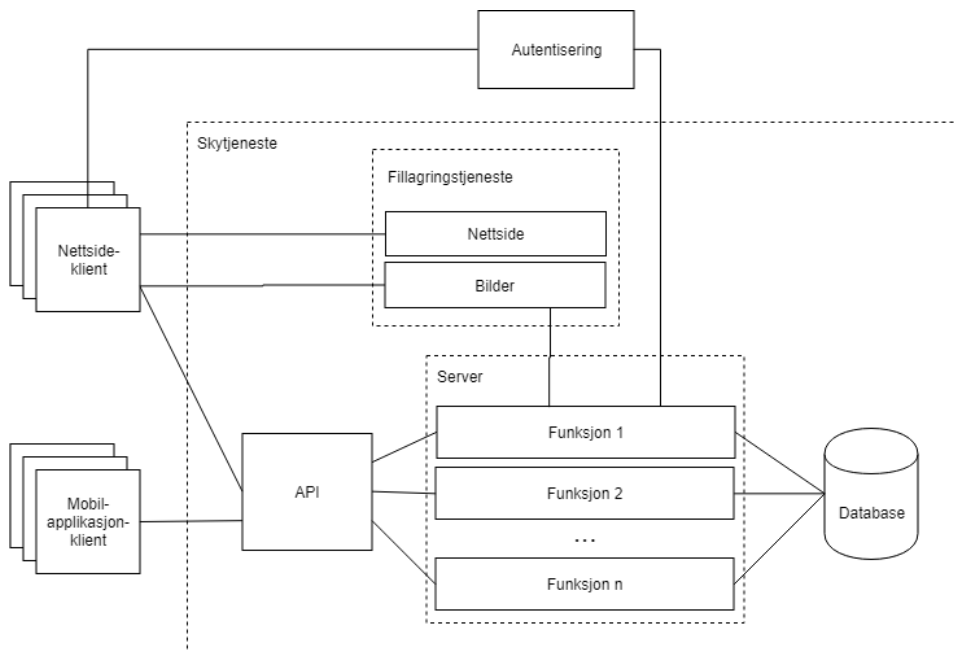 Autentisering
Skytjeneste
Fillagringstjeneste
Nettside
Bilder
Nettside-
klient
Server
Funksjon 1
Funksjon 2
...
Funksjon n
API
Mobil-
applikasjon-
klient
Database